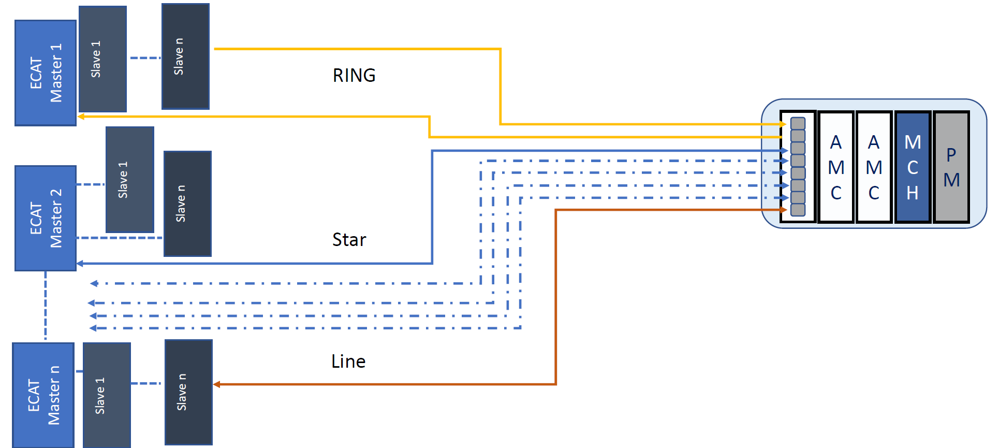 ECAT
Master 1
Slave 1
Slave n
RING
ECAT
Master 2
Slave 1
Slave n
Star
ECAT
Master n
Slave 1
Slave n
Line
A
M
C
A
M
C
M
C
H
P
M